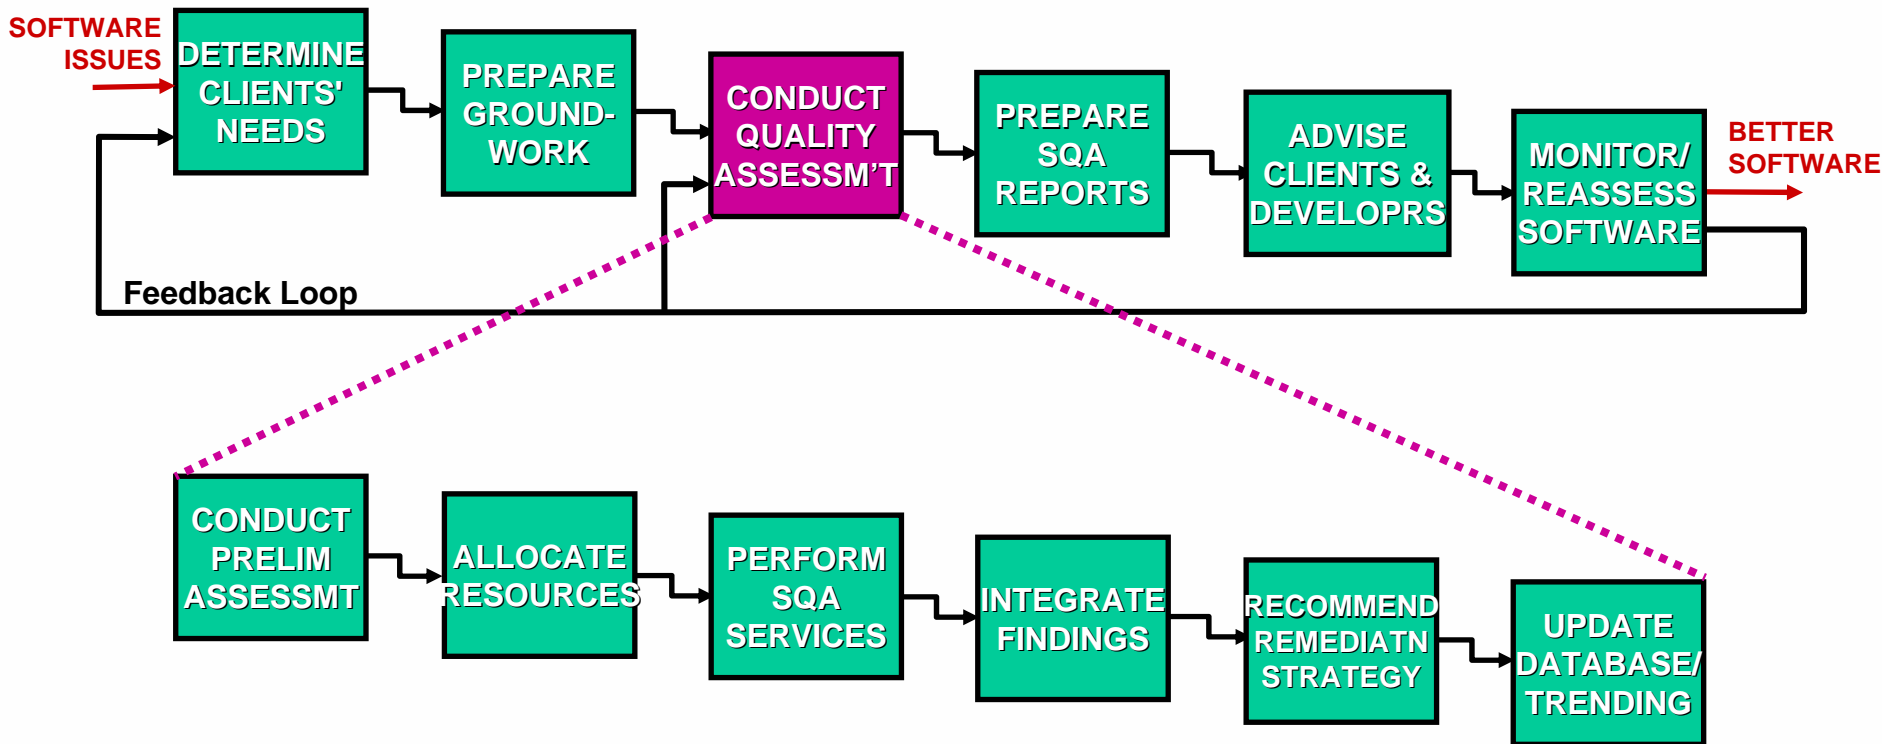 SOFTWARE
ISSUES
DETERMINE
CLIENTS'
NEEDS
PREPARE
GROUND-
WORK
CONDUCT
QUALITY
ASSESSM’T
PREPARE
SQA
REPORTS
ADVISE
CLIENTS &
DEVELOPRS
MONITOR/
REASSESS
SOFTWARE
BETTER
SOFTWARE
Feedback Loop
CONDUCT
PRELIM
ASSESSMT
ALLOCATE
RESOURCES
PERFORM
SQA
SERVICES
INTEGRATE
FINDINGS
RECOMMEND
REMEDIATN
STRATEGY
UPDATE
DATABASE/
TRENDING